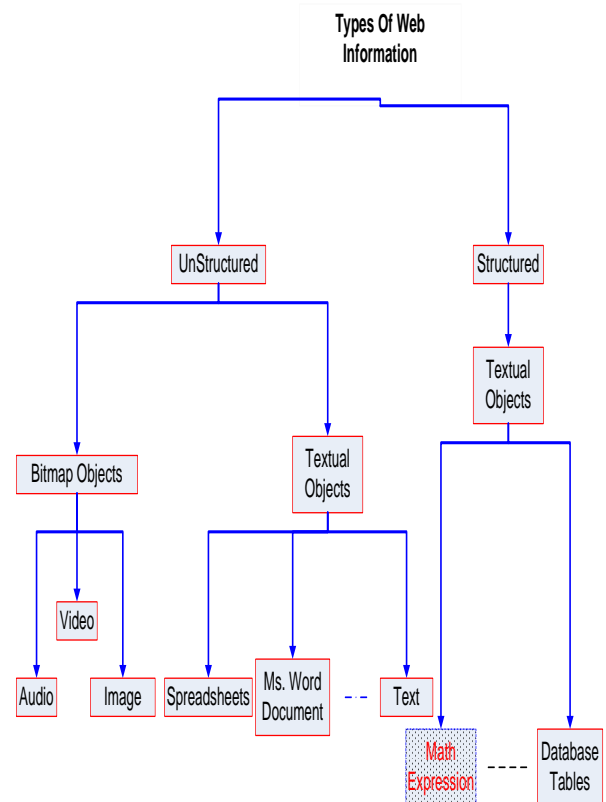 Types Of Web
Information
UnStructured
Structured
Textual
Objects
Bitmap Objects
Textual
Objects
Video
Audio
Image
Spreadsheets
Ms. Word
Document
Text
Math
Expression
Database
Tables